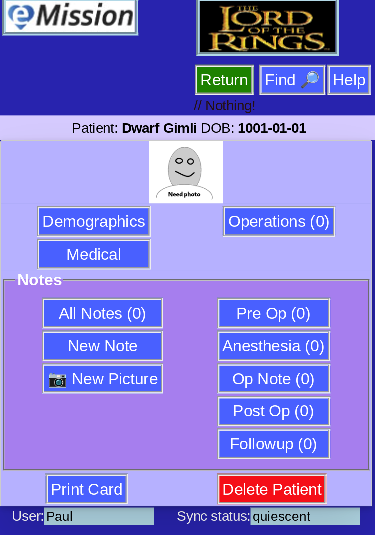 eMission
THE
LORD
OF THE
RINGS
Return Find 🔎 Help
// Nothing!
Patient: Dwarf Gimli DOB: 1001-01-01
Need photo
Demographics Operations (0)
Medical
Notes
All Notes (0) Pre Op (0)
New Note Anesthesia (0)
📷 New Picture Op Note (0)
Post Op (0)
Followup (0)
Print Card Delete Patient
User: Paul Sync status: quiescent